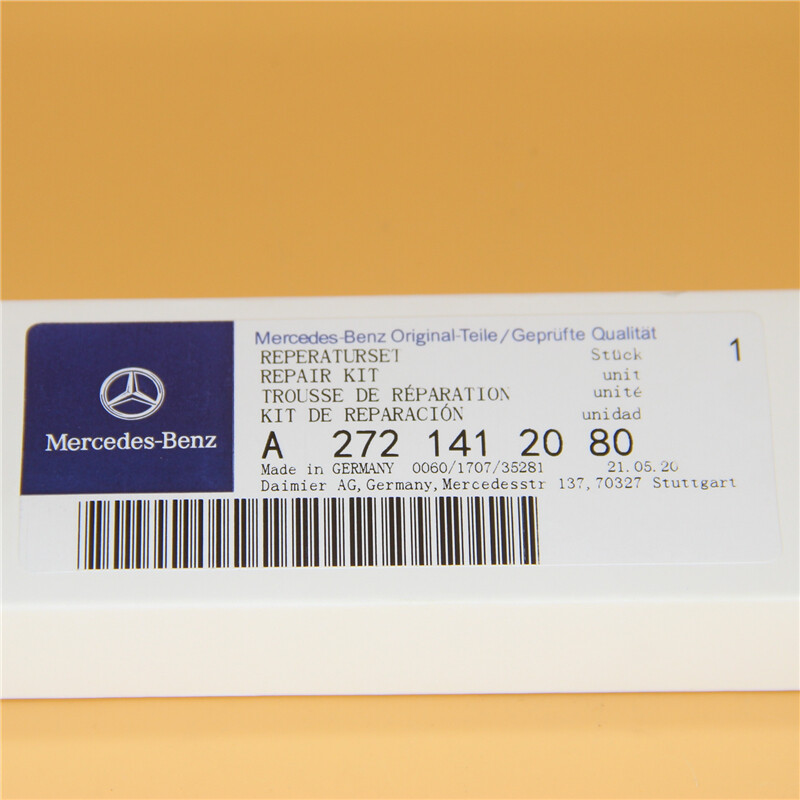 Mercedes-Benz
Mercedes-Benz Original-Teile/Geprüfte Qualität
REPERATURSET Stück 1
REPAIR KIT unit
TROUSSE DE RÉPARATION unité
KIT DE REPARACIÓN unidad
A 272 141 20 80
Made in GERMANY 0060/1707/35281 21.05.20
Daimier AG,Germany,Mercedesstr 137,70327 Stuttgart